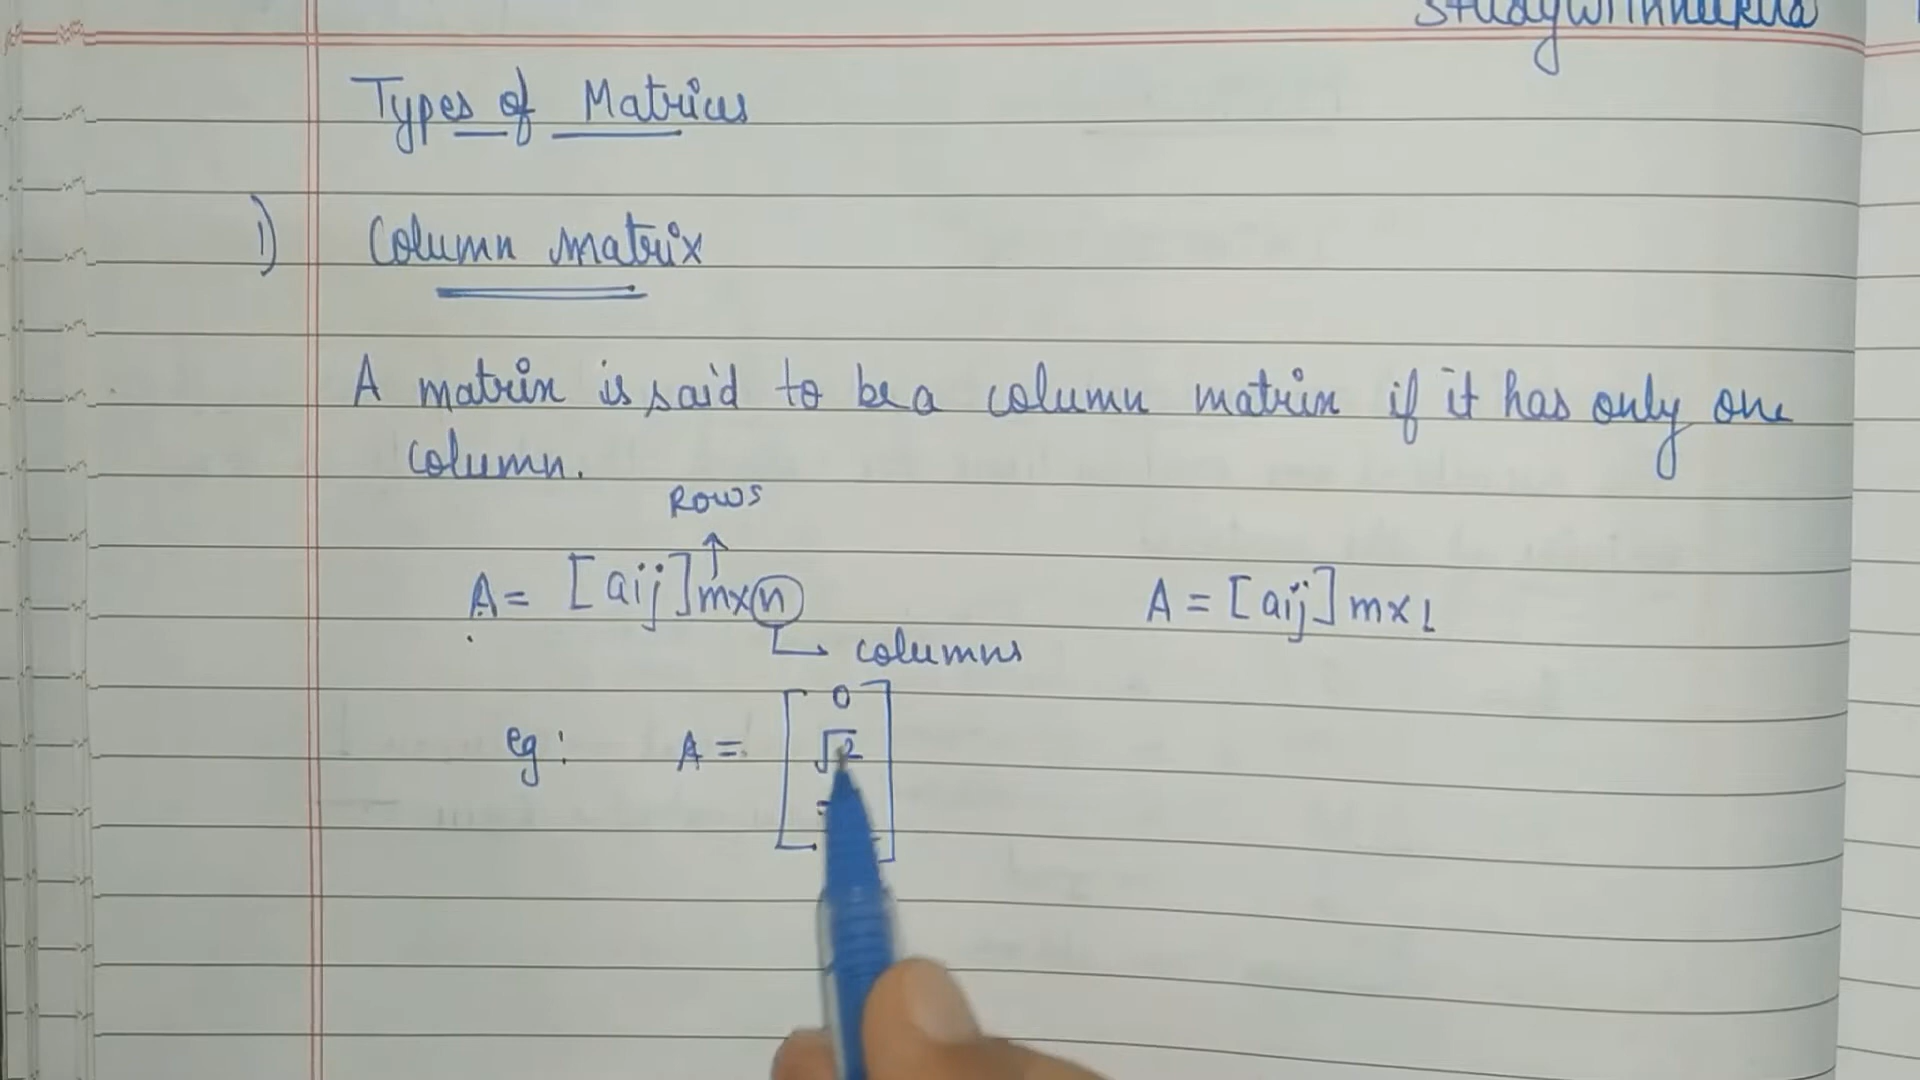 Types of Matrices
1) Column matrix
A matrix is said to be a column matrix if it has only one
column.
Rows
A = [aij]m×n
A = [aij]m×1
columns
eg: A = [0
√2